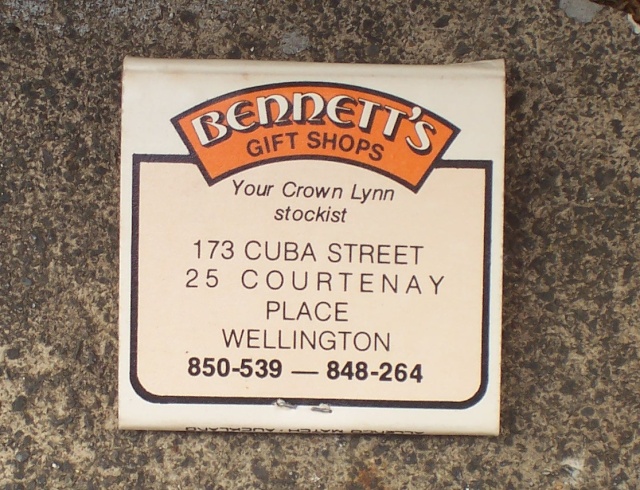 BENNETT'S
GIFT SHOPS
Your Crown Lynn
stockist
173 CUBA STREET
25 COURTENAY
PLACE
WELLINGTON
850-539 — 848-264